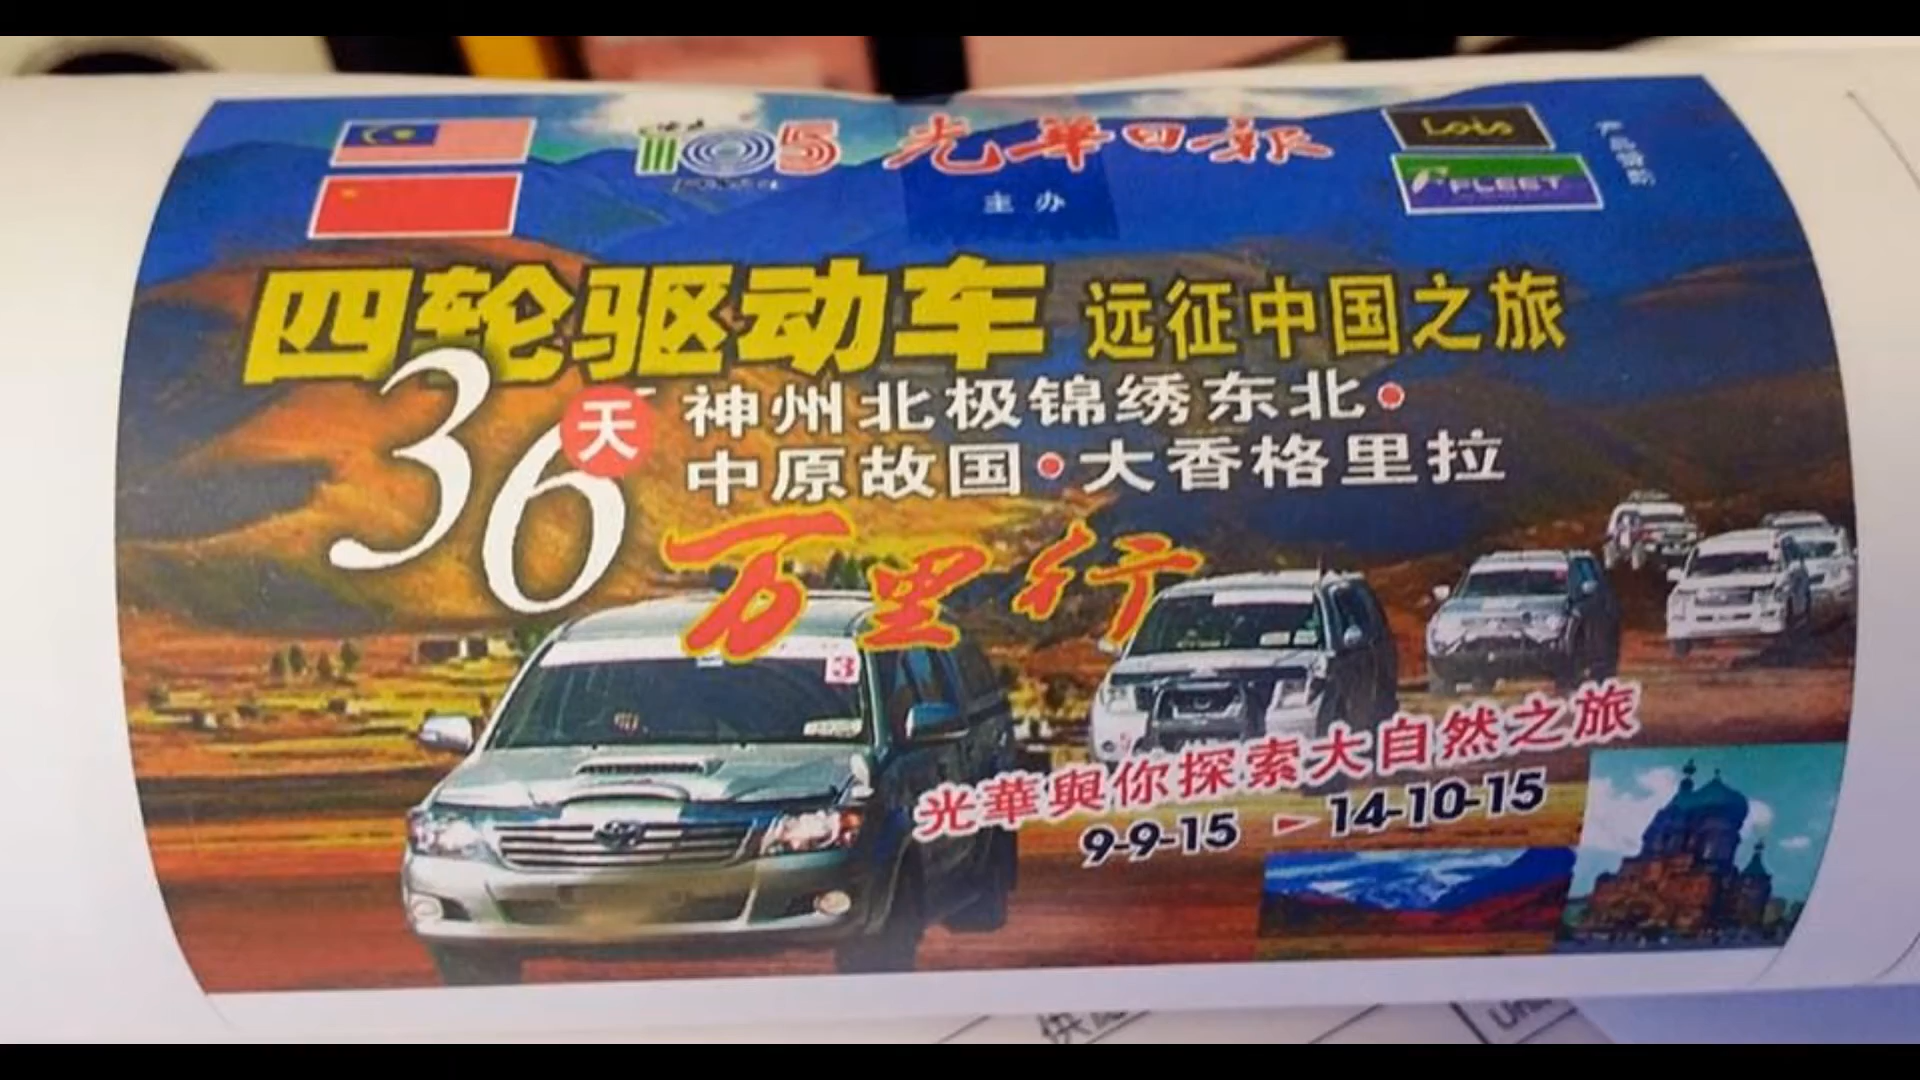 105 光華日報
主办
Lois
FLEET
四轮驱动车 远征中国之旅
36天 神州北极锦绣东北•
中原故国•大香格里拉
万里行
3
光華與你探索大自然之旅
9-9-15 ► 14-10-15